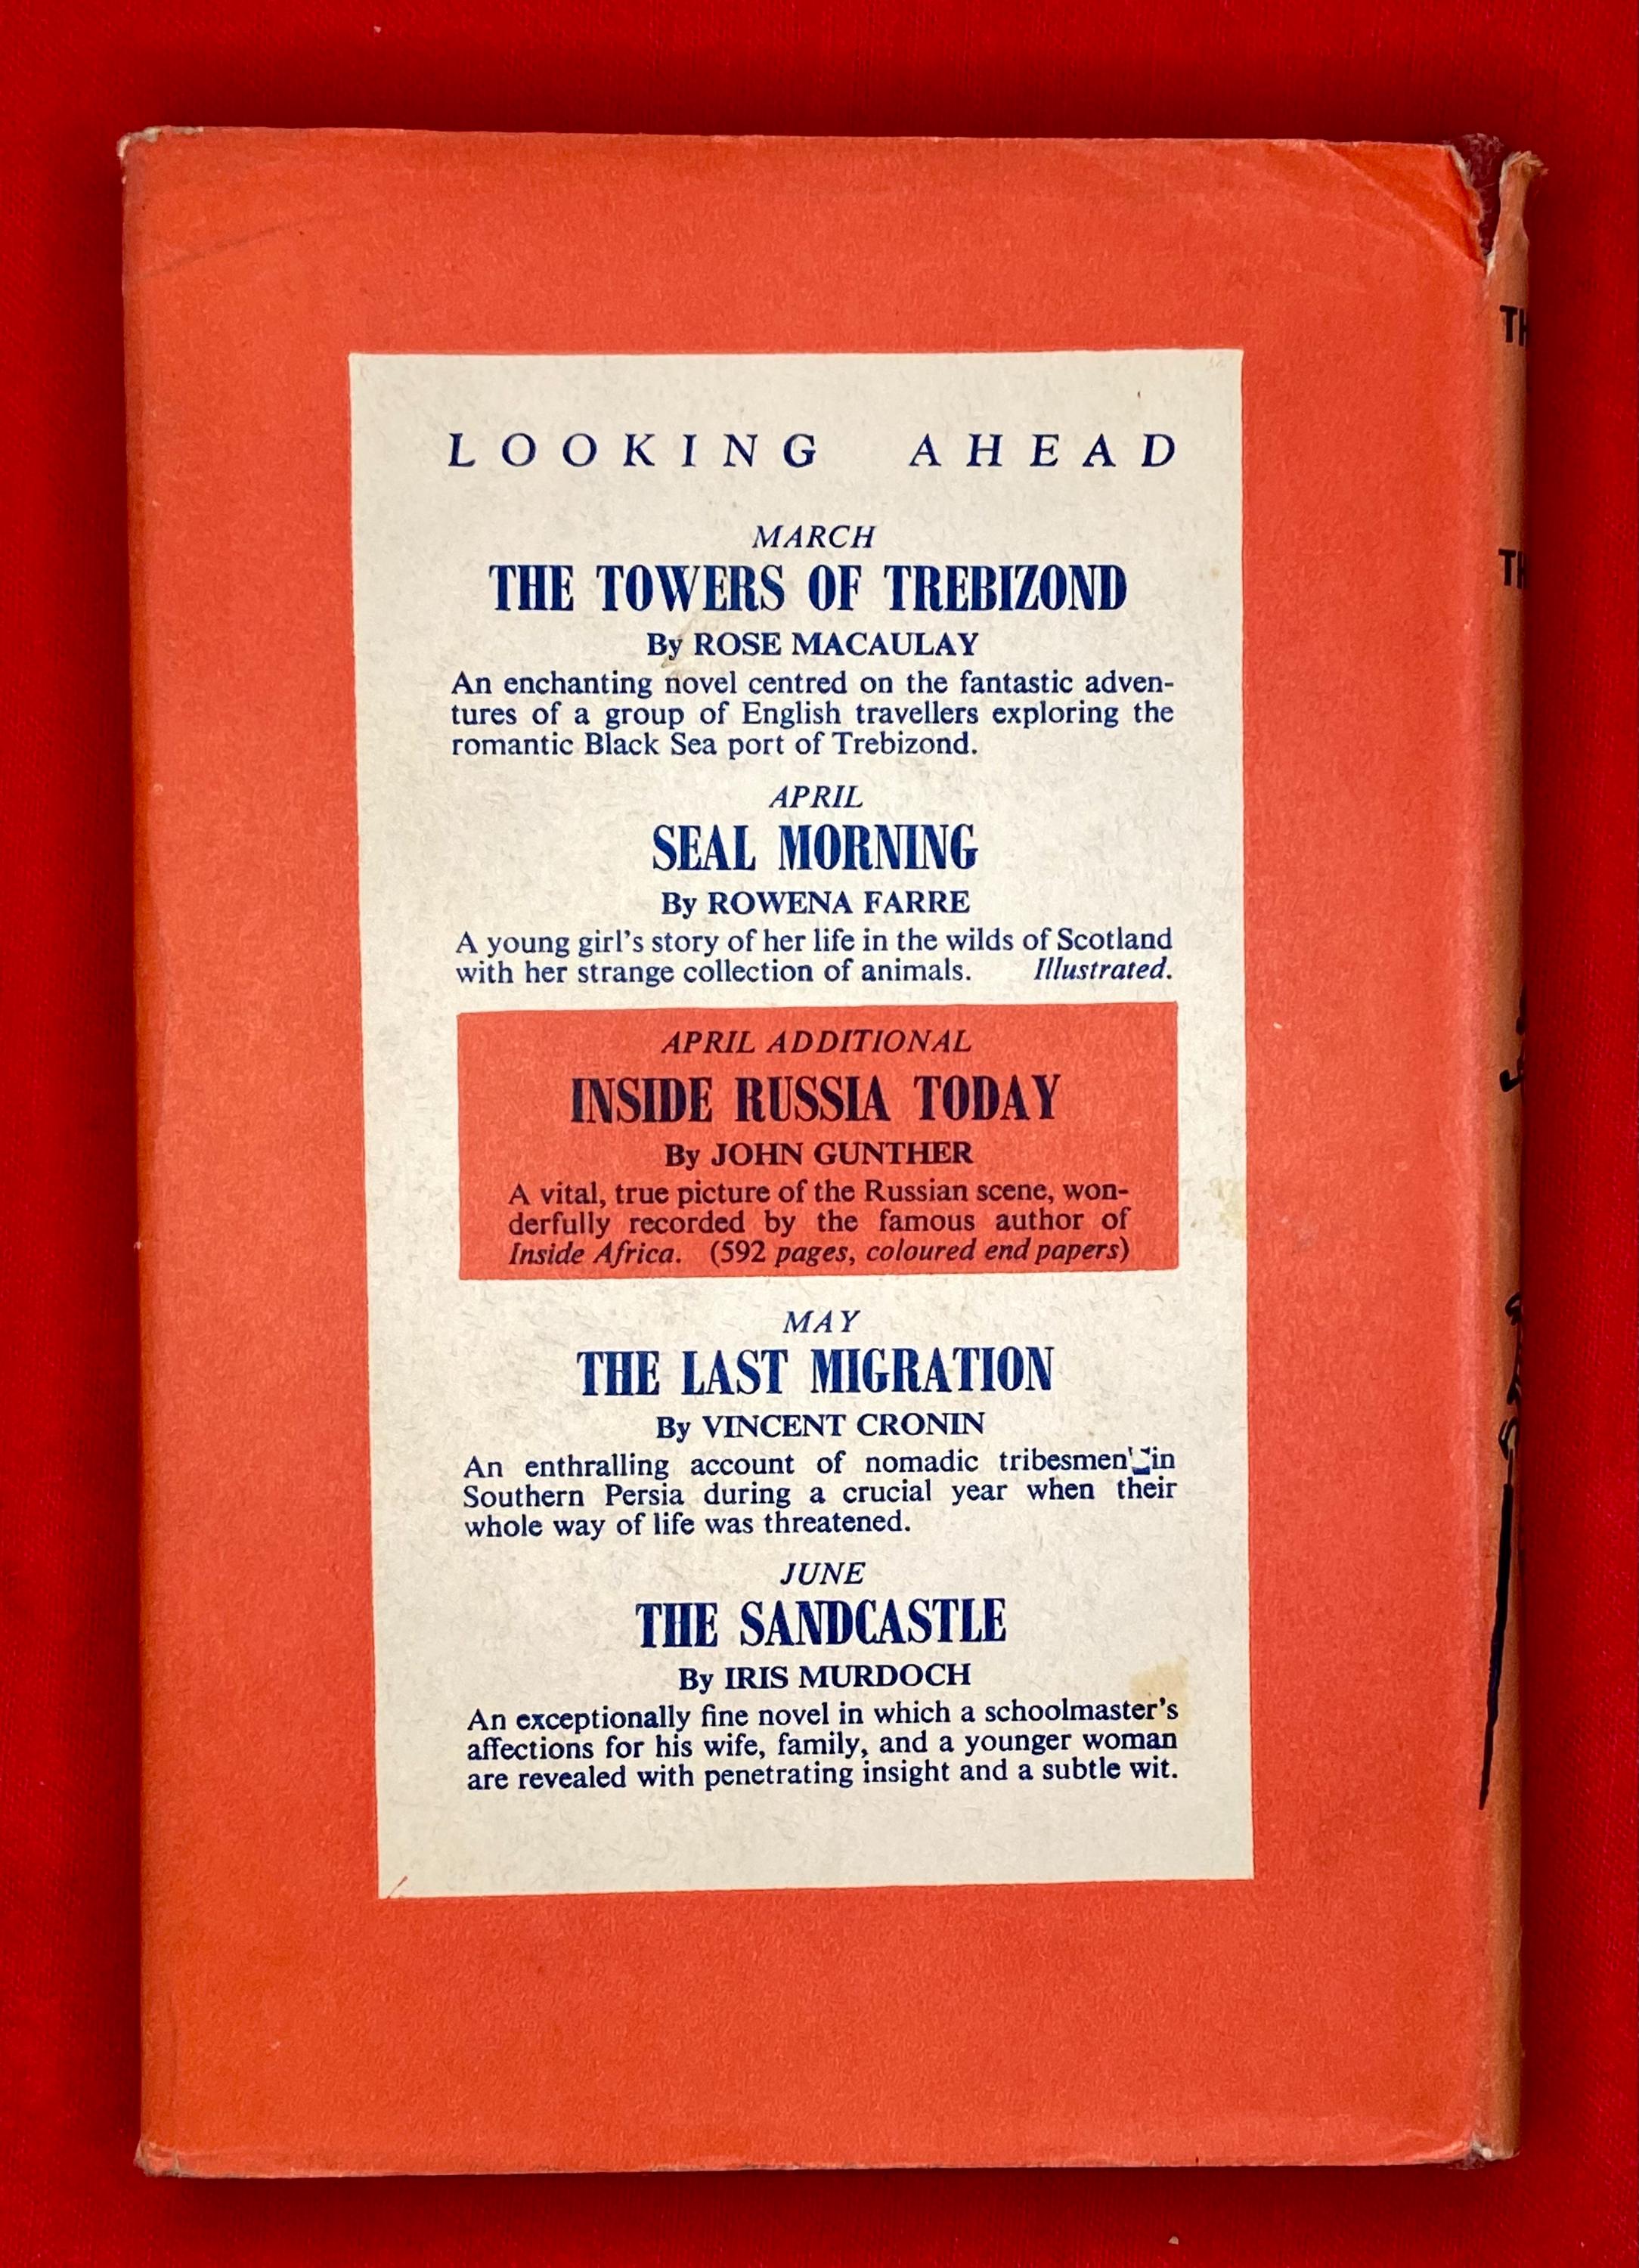 LOOKING AHEAD
MARCH
THE TOWERS OF TREBIZOND
By ROSE MACAULAY
An enchanting novel centred on the fantastic adven-
tures of a group of English travellers exploring the
romantic Black Sea port of Trebizond.
APRIL
SEAL MORNING
By ROWENA FARRE
A young girl's story of her life in the wilds of Scotland
with her strange collection of animals. Illustrated.
APRIL ADDITIONAL
INSIDE RUSSIA TODAY
By JOHN GUNTHER
A vital, true picture of the Russian scene, won-
derfully recorded by the famous author of
Inside Africa. (592 pages, coloured end papers)
MAY
THE LAST MIGRATION
By VINCENT CRONIN
An enthralling account of nomadic tribesmen in
Southern Persia during a crucial year when their
whole way of life was threatened.
JUNE
THE SANDCASTLE
By IRIS MURDOCH
An exceptionally fine novel in which a schoolmaster's
affections for his wife, family, and a younger woman
are revealed with penetrating insight and a subtle wit.
TH
TH